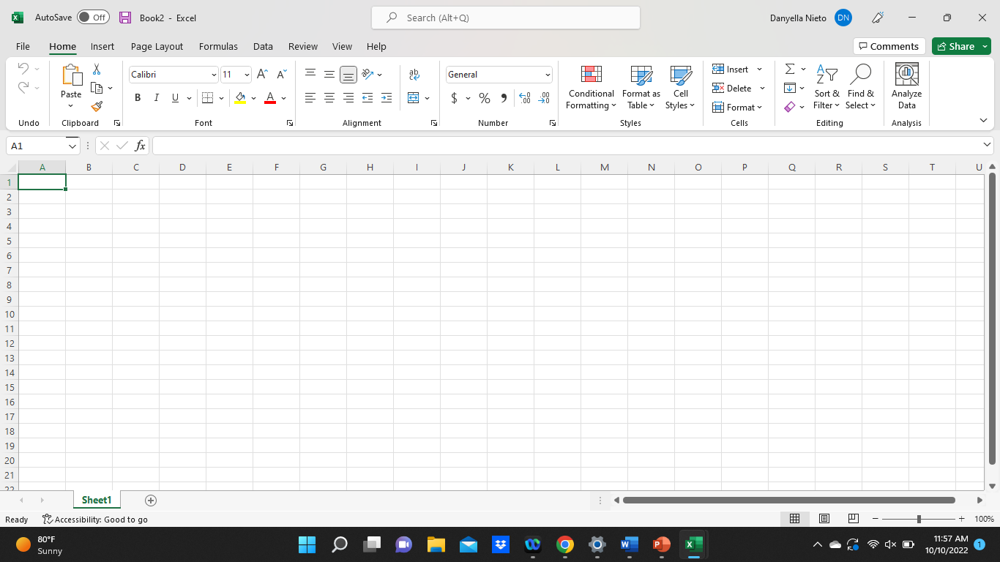 AutoSave Off Book2 - Excel Search (Alt+Q) Danyella Nieto DN
File Home Insert Page Layout Formulas Data Review View Help Comments Share
Calibri 11 ab General Insert
Paste $ % Conditional Formatting Format as Table Cell Styles Delete Sort & Filter Find & Select Analyze Data
B I U A Format
Undo Clipboard Font Alignment Number Styles Cells Editing Analysis
A1 fx
A B C D E F G H I J K L M N O P Q R S T U
1
2
3
4
5
6
7
8
9
10
11
12
13
14
15
16
17
18
19
20
21
22
Sheet1
Ready Accessibility: Good to go 100%
80°F
Sunny
11:57 AM
10/10/2022 1